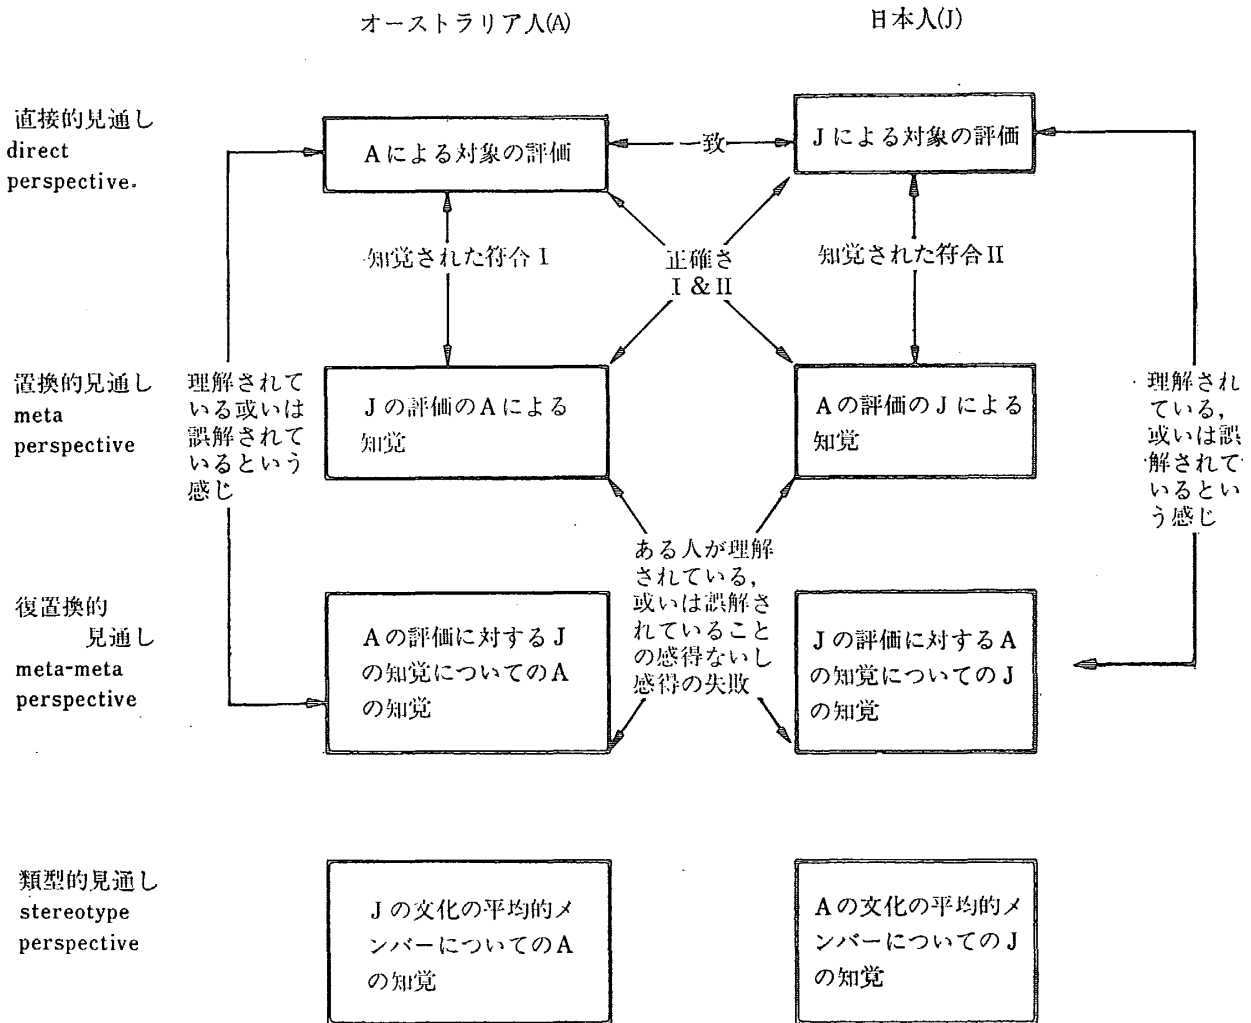 オーストラリア人(A)
日本人(J)
直接的見通し
direct
perspective.
Aによる対象の評価
一致
Jによる対象の評価
知覚された符合I
正確さ
I&II
知覚された符合II
置換的見通し
meta
perspective
理解されて
いる或いは
誤解されて
いるという
感じ
Jの評価のAによる
知覚
Aの評価のJによる
知覚
理解され
ている,
或いは誤
解されて
いるとい
う感じ
ある人が理解
されている,
或いは誤解さ
れていること
の感得ないし
感得の失敗
復置換的
見通し
meta-meta
perspective
Aの評価に対するJ
の知覚についてのA
の知覚
Jの評価に対するA
の知覚についてのJ
の知覚
類型的見通し
stereotype
perspective
Jの文化の平均的メ
ンバーについてのA
の知覚
Aの文化の平均的メ
ンバーについてのJ
の知覚